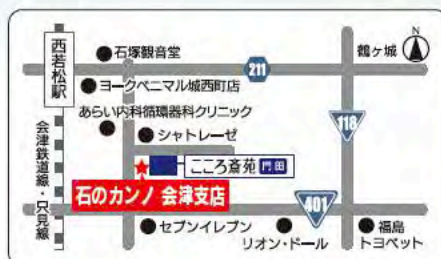 西若松駅
石塚観音堂
鶴ヶ城
N
211
ヨークベニマル城西町店
あらい内科循環器科クリニック
118
シャトレーゼ
会津鉄道線・只見線
こころ斎苑 門田
石のカンノ 会津支店
401
セブンイレブン
リオン・ドール
福島
トヨペット